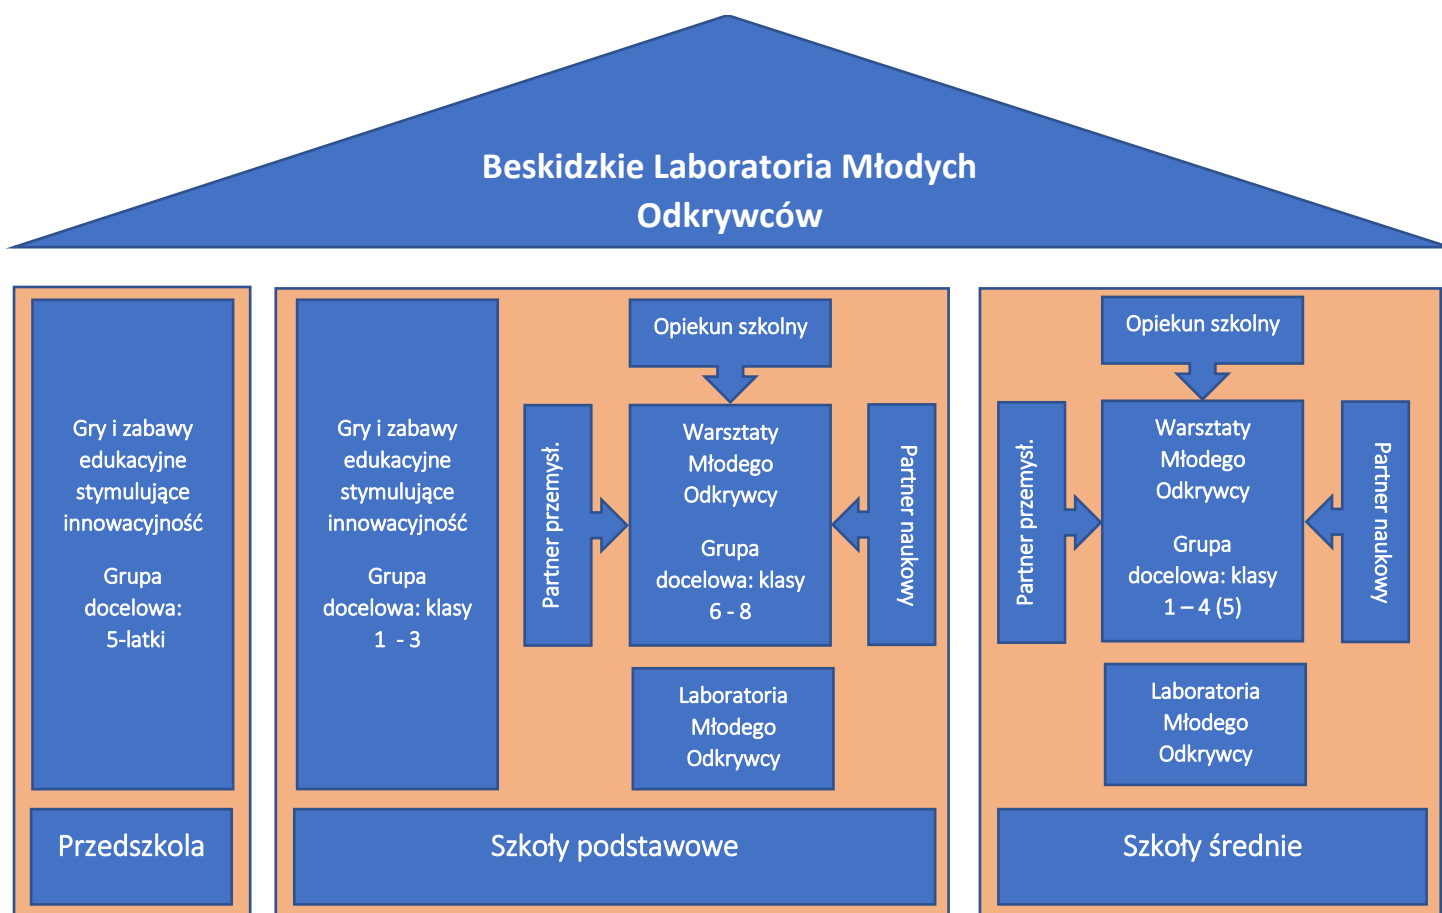 Beskidzkie Laboratoria Młodych
Odkrywców
Gry i zabawy
edukacyjne
stymulujące
innowacyjność
Grupa
docelowa:
5-latki
Przedszkola
Gry i zabawy
edukacyjne
stymulujące
innowacyjność
Grupa
docelowa: klasy
1 - 3
Opiekun szkolny
Partner przemysł.
Warsztaty
Młodego
Odkrywcy
Grupa
docelowa: klasy
6 - 8
Partner naukowy
Laboratoria
Młodego
Odkrywcy
Szkoły podstawowe
Opiekun szkolny
Partner przemysł.
Warsztaty
Młodego
Odkrywcy
Grupa
docelowa: klasy
1 – 4 (5)
Partner naukowy
Laboratoria
Młodego
Odkrywcy
Szkoły średnie